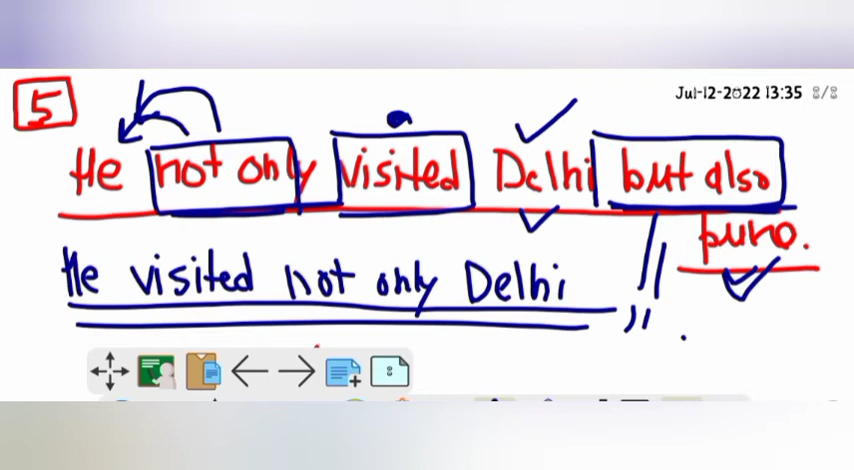 Jul-12-2022 13:35 8/8
5
He not only visited Delhi but also
puno.
He visited not only Delhi " .
8